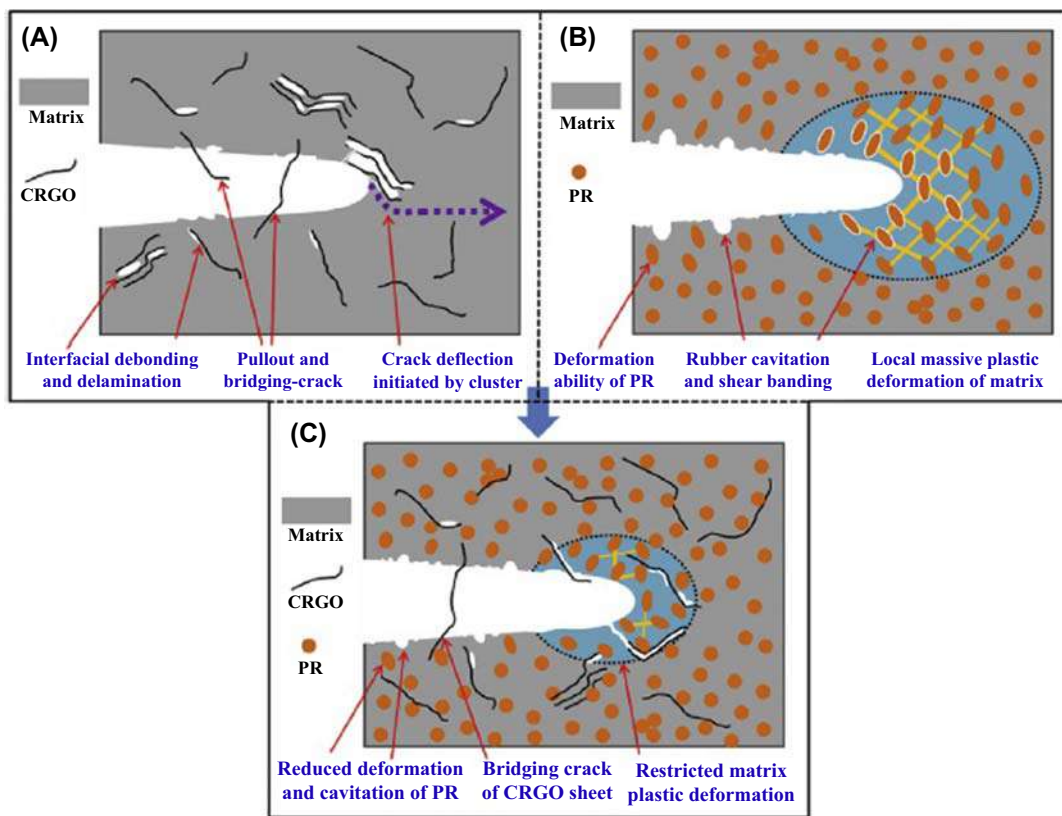 (A)
Matrix
CRGO
Interfacial debonding
and delamination
Pullout and
bridging-crack
Crack deflection
initiated by cluster
(B)
Matrix
PR
Deformation
ability of PR
Rubber cavitation
and shear banding
Local massive plastic
deformation of matrix
(C)
Matrix
CRGO
PR
Reduced deformation
and cavitation of PR
Bridging crack
of CRGO sheet
Restricted matrix
plastic deformation